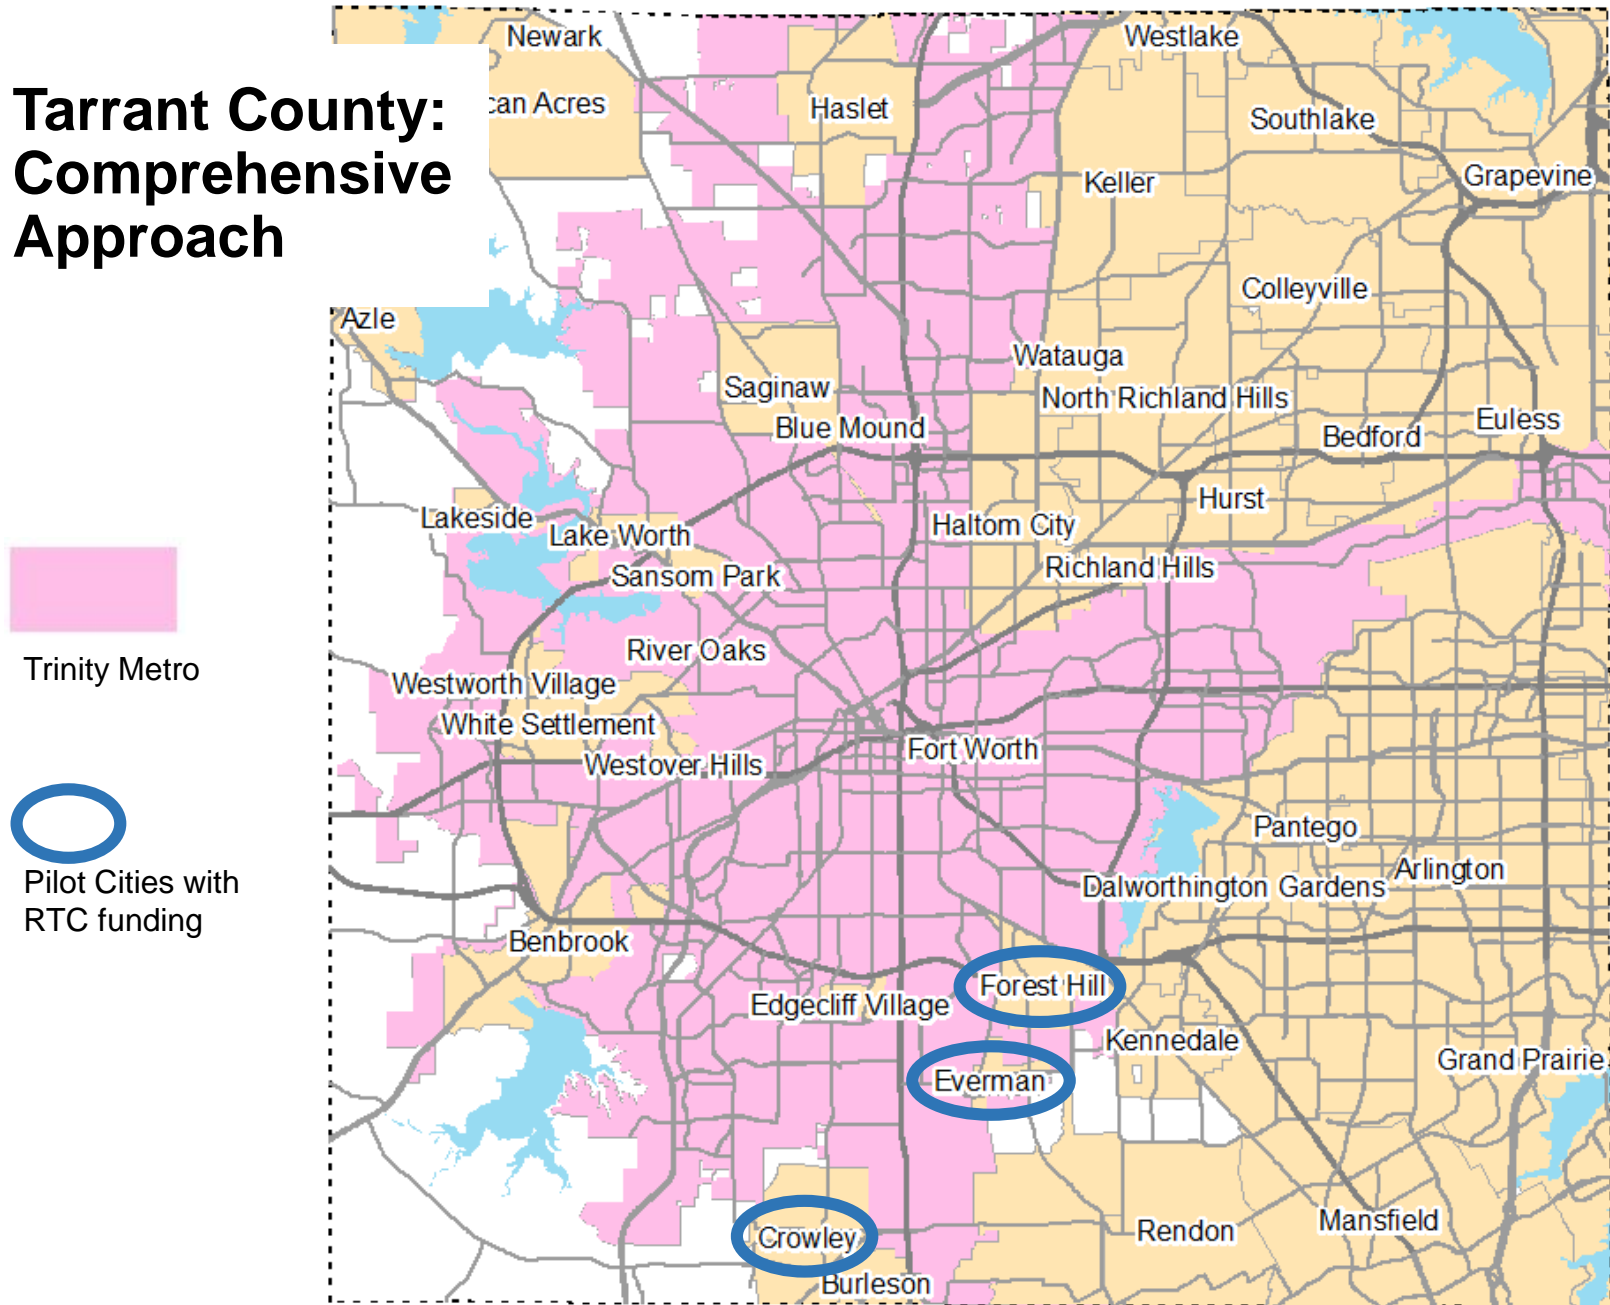 Tarrant County:
Comprehensive
Approach
Trinity Metro
Pilot Cities with
RTC funding
Newark
Westlake
can Acres
Haslet
Southlake
Keller
Grapevine
Colleyville
Azle
Watauga
Saginaw
North Richland Hills
Blue Mound
Bedford
Euless
Hurst
Lakeside
Lake Worth
Haltom City
Sansom Park
Richland Hills
River Oaks
Westworth Village
White Settlement
Westover Hills
Fort Worth
Pantego
Arlington
Dalworthington Gardens
Benbrook
Forest Hill
Edgecliff Village
Kennedale
Grand Prairie
Everman
Crowley
Rendon
Mansfield
Burleson